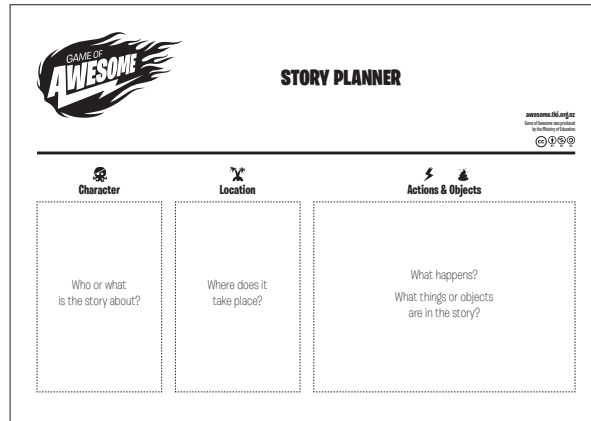 GAME OF
AWESOME
STORY PLANNER
awesome.tki.org.nz
Game of Awesome was produced
by the Ministry of Education
Character
Location
Actions & Objects
Who or what
is the story about?
Where does it
take place?
What happens?
What things or objects
are in the story?